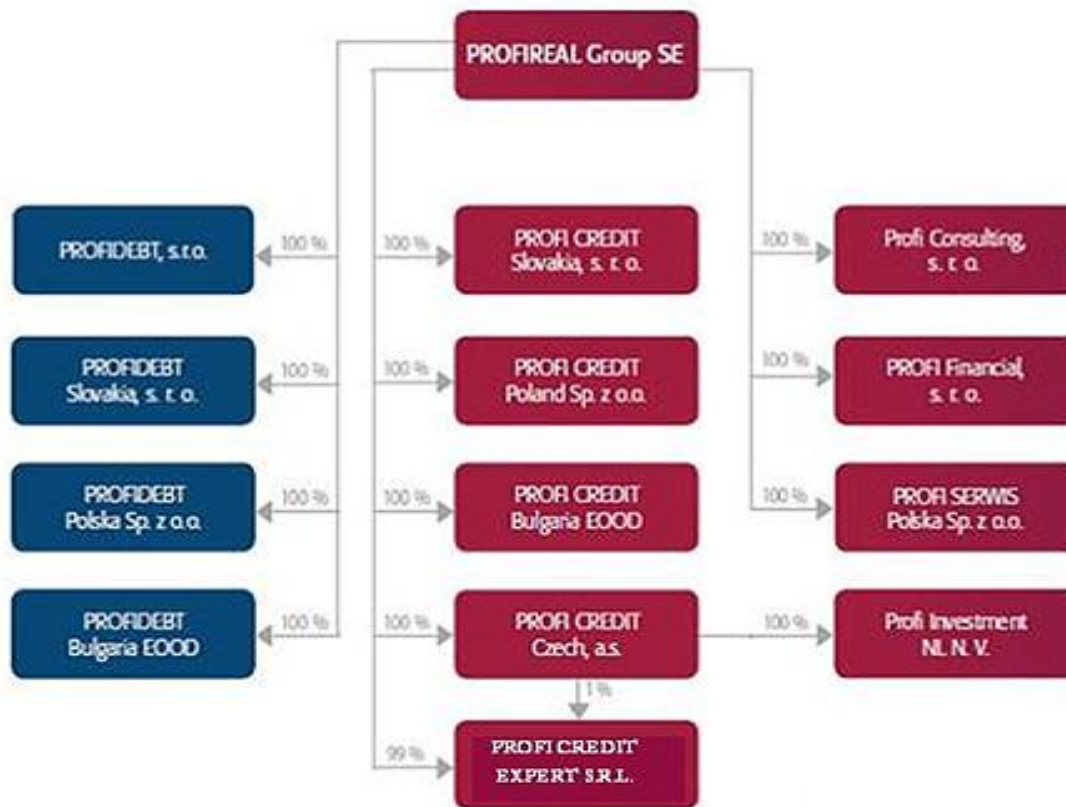 PROFIREAL Group SE
100 %
PROFIDEBT, s.r.o.
100 %
PROFI CREDIT
Slovakia, s. r. o.
100 %
Profi Consulting,
s. r. o.
100 %
PROFIDEBT
Slovakia, s. r. o.
100 %
PROFI CREDIT
Poland Sp. z o.o.
100 %
PROFI Financial,
s. r. o.
100 %
PROFIDEBT
Polska Sp. z o.o.
100 %
PROFI CREDIT
Bulgaria EOOD
100 %
PROFI SERWIS
Polska Sp. z o.o.
100 %
PROFIDEBT
Bulgaria EOOD
100 %
PROFI CREDIT
Czech, a.s.
100 %
Profi Investment
NL N. V.
1 %
99 %
PROFI CREDIT
EXPERT S.R.L.